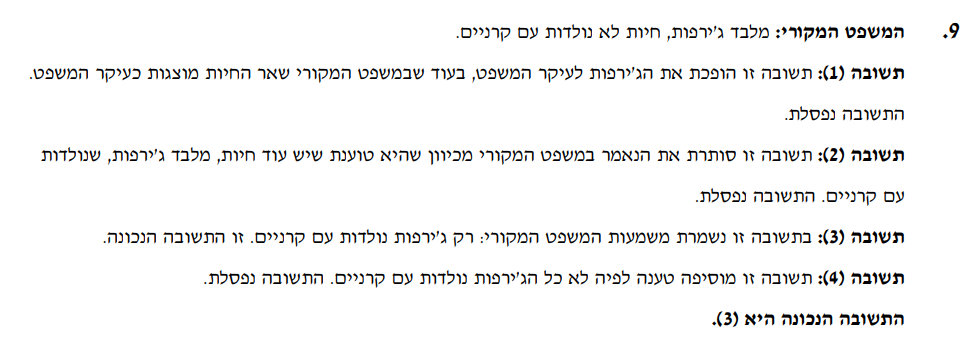 9. המשפט המקורי: מלבד ג'ירפות, חיות לא נולדות עם קרניים.
תשובה (1): תשובה זו הופכת את הג'ירפות לעיקר המשפט, בעוד שבמשפט המקורי שאר החיות מוצגות כעיקר המשפט.
התשובה נפסלת.
תשובה (2): תשובה זו סותרת את הנאמר במשפט המקורי מכיוון שהיא טוענת שיש עוד חיות, מלבד ג'ירפות, שנולדות
עם קרניים. התשובה נפסלת.
תשובה (3): בתשובה זו נשמרת משמעות המשפט המקורי: רק ג'ירפות נולדות עם קרניים. זו התשובה הנכונה.
תשובה (4): תשובה זו מוסיפה טענה לפיה לא כל הג'ירפות נולדות עם קרניים. התשובה נפסלת.
התשובה הנכונה היא (3).